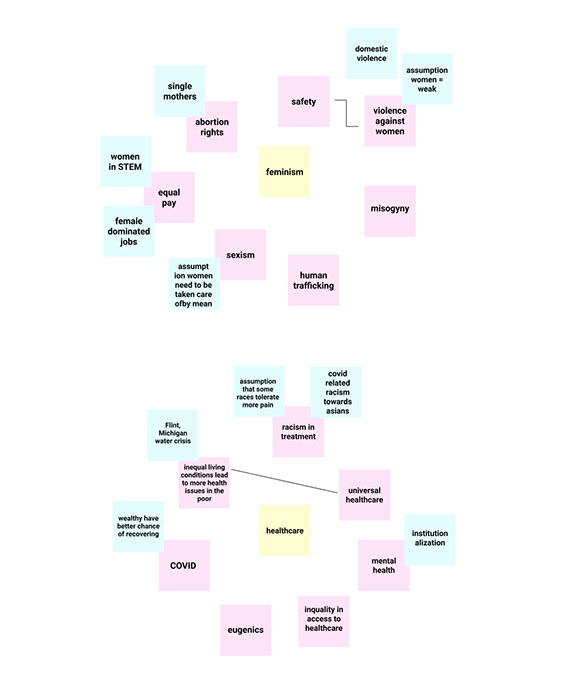 domestic
violence
assumption
women =
weak
single
mothers
safety
violence
against
women
abortion
rights
women
in STEM
feminism
equal
pay
misogyny
female
dominated
jobs
sexism
assumpt
ion women
need to be
taken care
ofby mean
human
trafficking
assumption
that some
races tolerate
more pain
covid
related
racism
towards
asians
racism in
treatment
Flint,
Michigan
water crisis
inequal living
conditions lead
to more health
issues in the
poor
universal
healthcare
wealthy have
better chance
of recovering
healthcare
institution
alization
mental
health
COVID
inquality in
access to
healthcare
eugenics